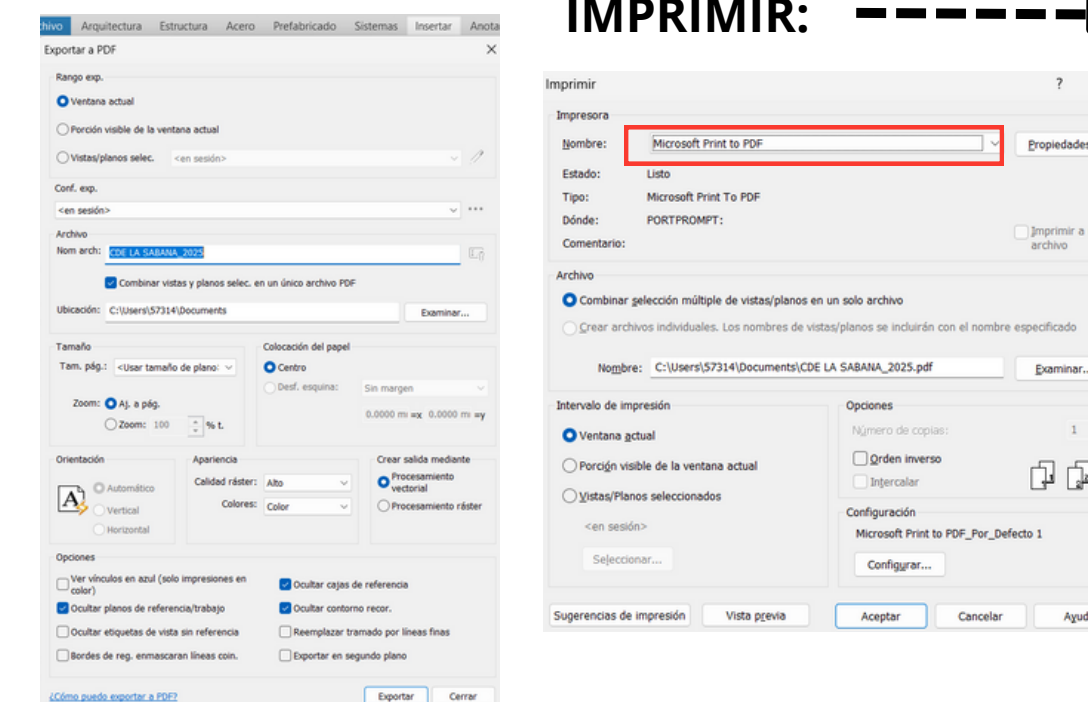 hivo Arquitectura Estructura Acero Prefabricado Sistemas Insertar Anota
Exportar a PDF
Rango exp.
Ventana actual
Porción visible de la ventana actual
Vistas/planos selec. <en sesión>
Conf. exp.
<en sesión>
Archivo
Nom arch: CDE LA SABANA_2025
Combinar vistas y planos selec. en un único archivo PDF
Ubicación: C:\Users\57314\Documents Examinar...
Tamaño
Tam. pág.: <Usar tamaño de plano:
Zoom: Aj. a pág.
Zoom: 100 % t.
Colocación del papel
Centro
Desf. esquina: Sin margen
0.0000 mı =x 0.0000 mı =y
Orientación
Automático
Vertical
Horizontal
Apariencia
Calidad ráster: Alto
Colores: Color
Crear salida mediante
Procesamiento
vectorial
Procesamiento ráster
Opciones
Ver vínculos en azul (solo impresiones en
color)
Ocultar planos de referencia/trabajo
Ocultar etiquetas de vista sin referencia
Bordes de reg. enmascaran líneas coin.
Ocultar cajas de referencia
Ocultar contorno recor.
Reemplazar tramado por líneas finas
Exportar en segundo plano
¿Cómo puedo exportar a PDF? Exportar Cerrar
IMPRIMIR:
Imprimir ?
Impresora
Nombre: Microsoft Print to PDF Propiedades
Estado: Listo
Tipo: Microsoft Print To PDF
Dónde: PORTPROMPT:
Comentario:
Imprimir a
archivo
Archivo
Combinar selección múltiple de vistas/planos en un solo archivo
Crear archivos individuales. Los nombres de vistas/planos se incluirán con el nombre especificado
Nombre: C:\Users\57314\Documents\CDE LA SABANA_2025.pdf Examinar...
Intervalo de impresión
Ventana actual
Porción visible de la ventana actual
Vistas/Planos seleccionados
<en sesión>
Seleccionar...
Opciones
Número de copias: 1
Orden inverso
Intercalar
Configuración
Microsoft Print to PDF_Por_Defecto 1
Configurar...
Sugerencias de impresión Vista previa Aceptar Cancelar Ayud